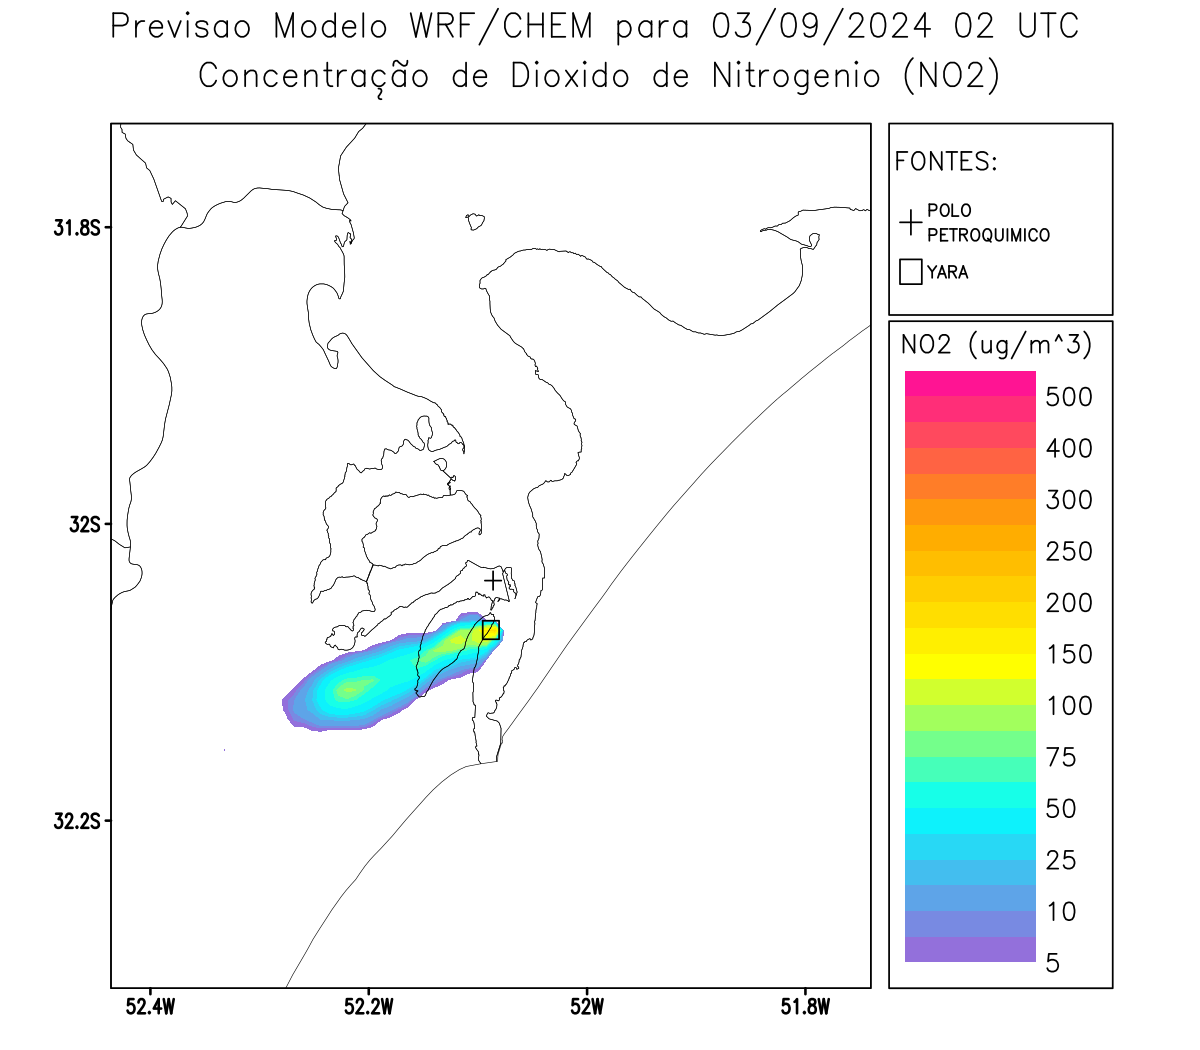 Previsao Modelo WRF/CHEM para 03/09/2024 02 UTC
Concentração de Dioxido de Nitrogenio (NO2)
FONTES:
POLO
PETROQUIMICO
YARA
31.8S
32S
32.2S
52.4W
52.2W
52W
51.8W
NO2 (ug/m^3)
500
400
300
250
200
150
100
75
50
25
10
5